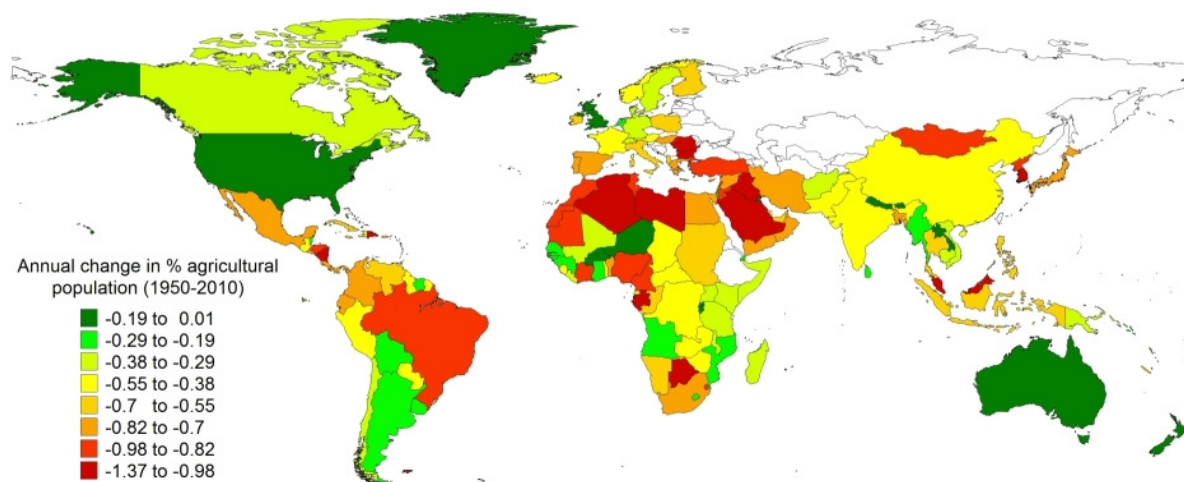 Annual change in % agricultural
population (1950-2010)
-0.19 to 0.01
-0.29 to -0.19
-0.38 to -0.29
-0.55 to -0.38
-0.7 to -0.55
-0.82 to -0.7
-0.98 to -0.82
-1.37 to -0.98